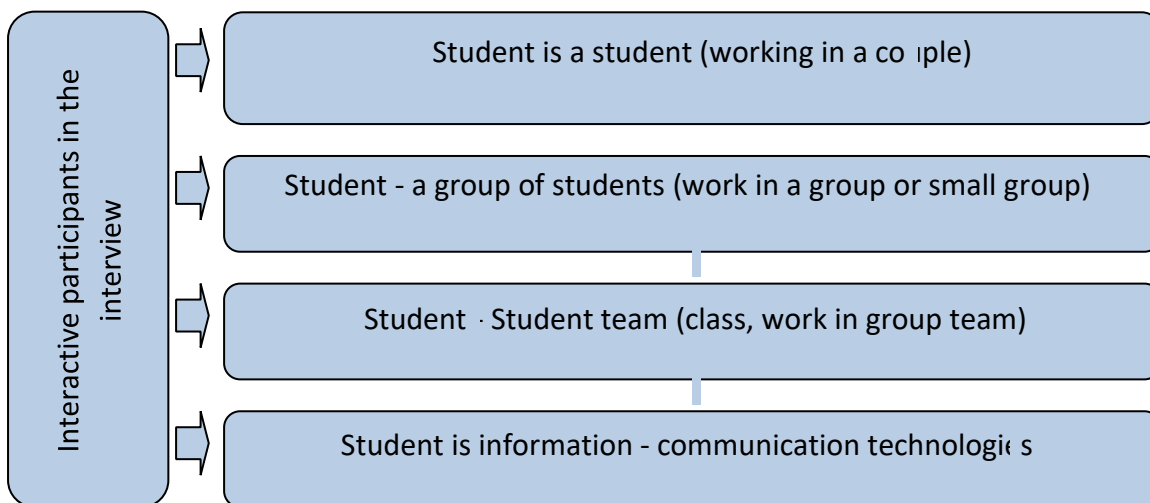 Interactive participants in the
interview
Student is a student (working in a couple)
Student - a group of students (work in a group or small group)
Student - Student team (class, work in group team)
Student is information - communication technologies